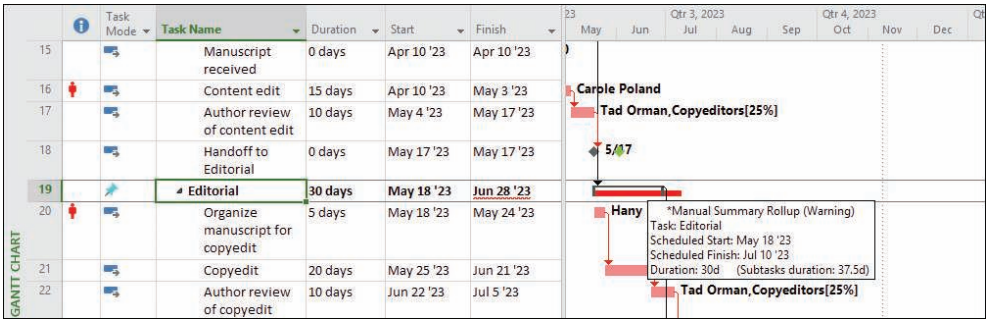 23 Qtr 3, 2023 Qtr 4, 2023 Qt
Task Mode Task Name Duration Start Finish May Jun Jul Aug Sep Oct Nov Dec
15 Manuscript received 0 days Apr 10 '23 Apr 10 '23
16 Content edit 15 days Apr 10 '23 May 3 '23 Carole Poland
17 Author review of content edit 10 days May 4 '23 May 17 '23 Tad Orman,Copyeditors[25%]
18 Handoff to Editorial 0 days May 17 '23 May 17 '23 5/17
19 Editorial 30 days May 18 '23 Jun 28 '23
20 Organize manuscript for copyedit 5 days May 18 '23 May 24 '23 Hany
*Manual Summary Rollup (Warning)
Task: Editorial
Scheduled Start: May 18 '23
Scheduled Finish: Jul 10 '23
Duration: 30d (Subtasks duration: 37.5d)
21 Copyedit 20 days May 25 '23 Jun 21 '23
22 Author review of copyedit 10 days Jun 22 '23 Jul 5 '23 Tad Orman,Copyeditors[25%]
GANTT CHART